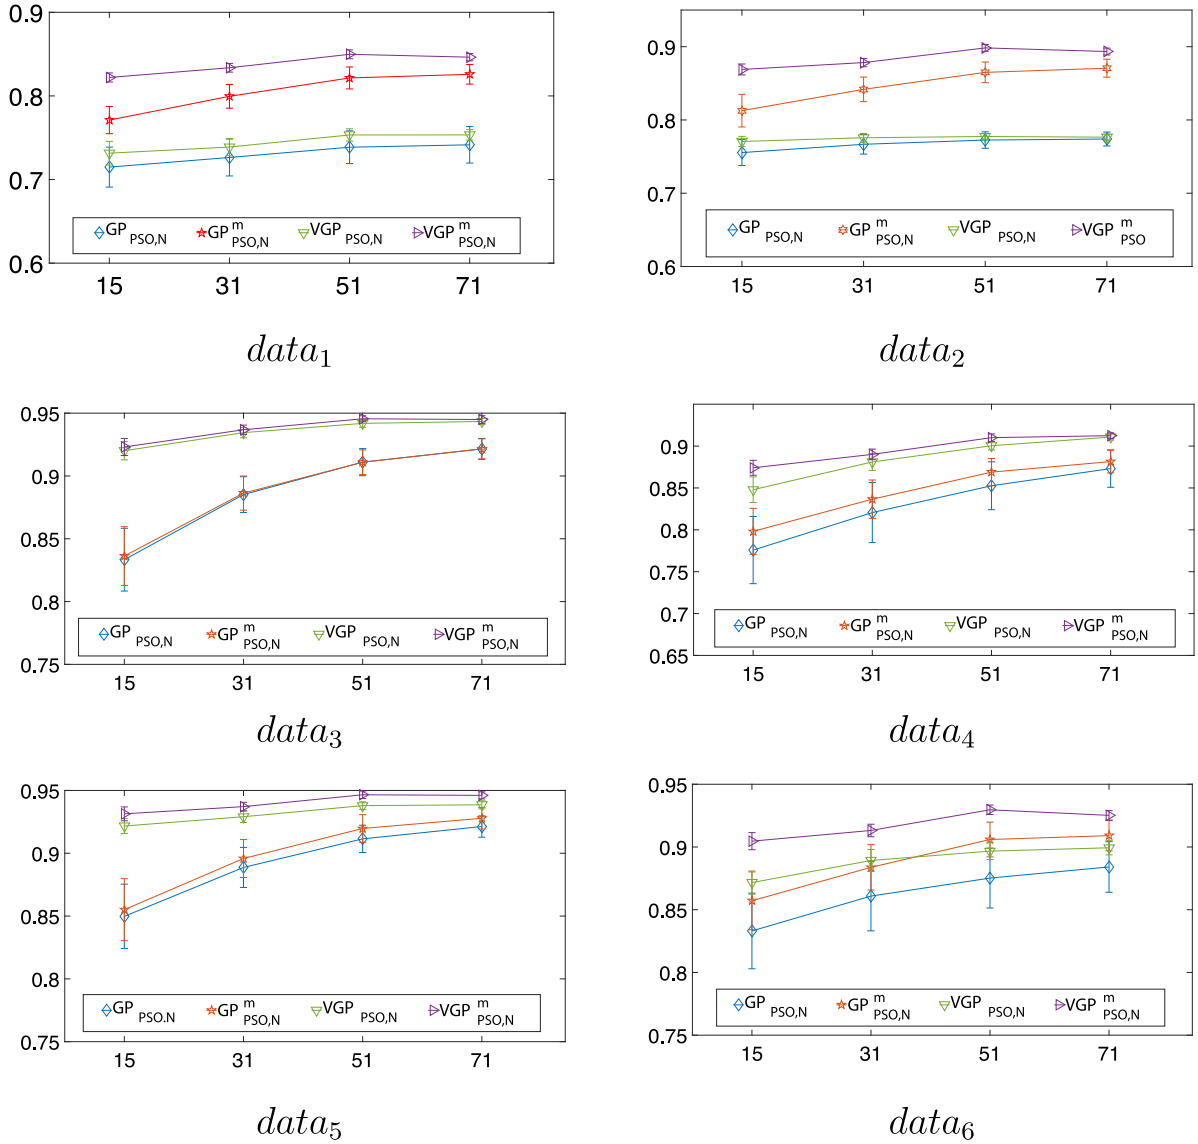 0.9
0.8
0.7
0.6
15 31 51 71
GP PSO,N GP m PSO,N VGP PSO,N VGP m PSO,N
data1
0.9
0.8
0.7
0.6
15 31 51 71
GP PSO,N GP m PSO,N VGP PSO,N VGP m PSO
data2
0.95
0.9
0.85
0.8
0.75
15 31 51 71
GP PSO,N GP m PSO,N VGP PSO,N VGP m PSO,N
data3
0.9
0.85
0.8
0.75
0.7
0.65
15 31 51 71
GP PSO,N GP m PSO,N VGP PSO,N VGP m PSO,N
data4
0.95
0.9
0.85
0.8
0.75
15 31 51 71
GP PSO.N GP m PSO,N VGP PSO,N VGP m PSO,N
data5
0.95
0.9
0.85
0.8
0.75
15 31 51 71
GP PSO,N GP m PSO,N VGP PSO,N VGP m PSO,N
data6